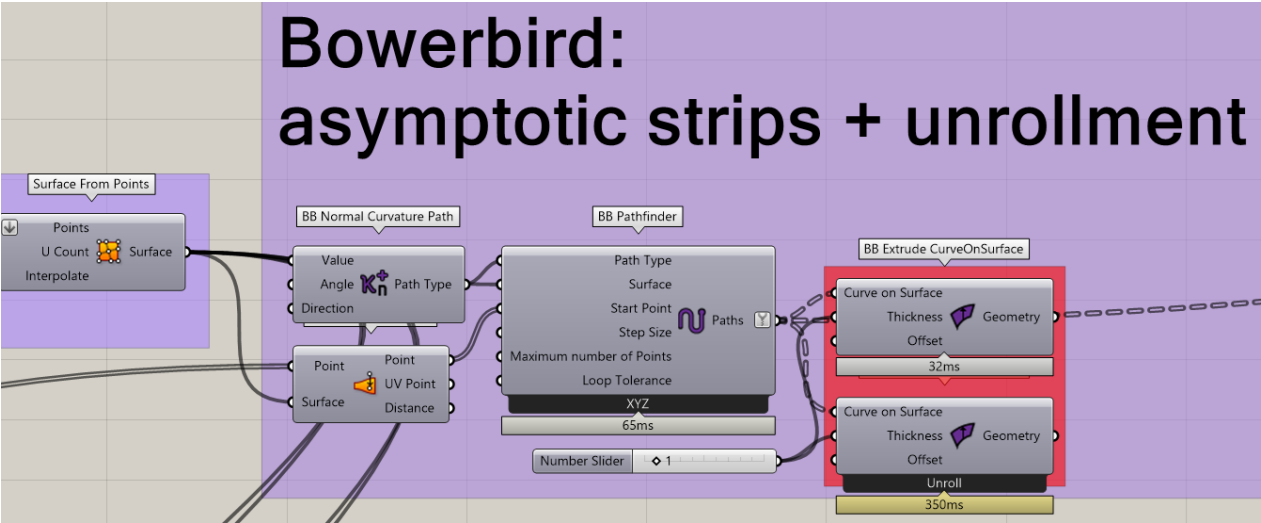 Bowerbird:
asymptotic strips + unrollment
Surface From Points
Points
U Count
Interpolate
Surface
BB Normal Curvature Path
Value
Angle
Direction
Kn+
Path Type
Point
Surface
Point
UV Point
Distance
BB Pathfinder
Path Type
Surface
Start Point
Step Size
Maximum number of Points
Loop Tolerance
Paths
Y
XYZ
65ms
Number Slider
1
BB Extrude CurveOnSurface
Curve on Surface
Thickness
Offset
Geometry
32ms
Curve on Surface
Thickness
Offset
Geometry
Unroll
350ms